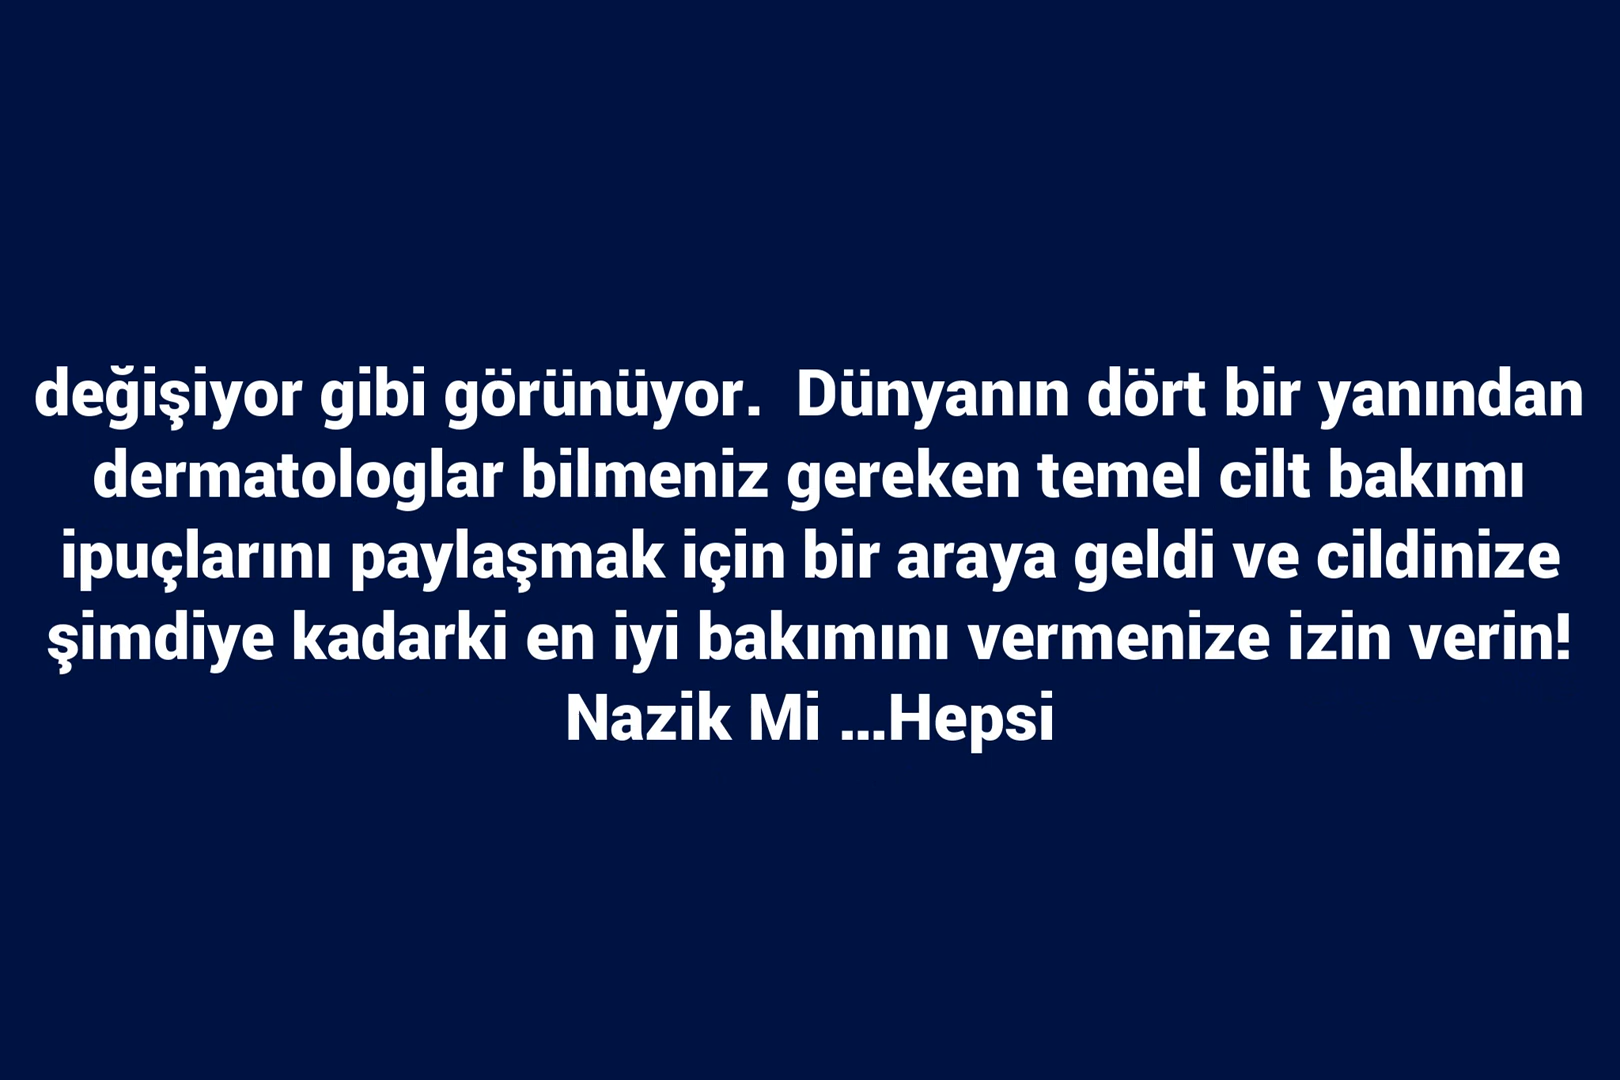 değişiyor gibi görünüyor.  Dünyanın dört bir yanından
dermatologlar bilmeniz gereken temel cilt bakımı
ipuçlarını paylaşmak için bir araya geldi ve cildinize
şimdiye kadarki en iyi bakımını vermenize izin verin!
Nazik Mi ...Hepsi